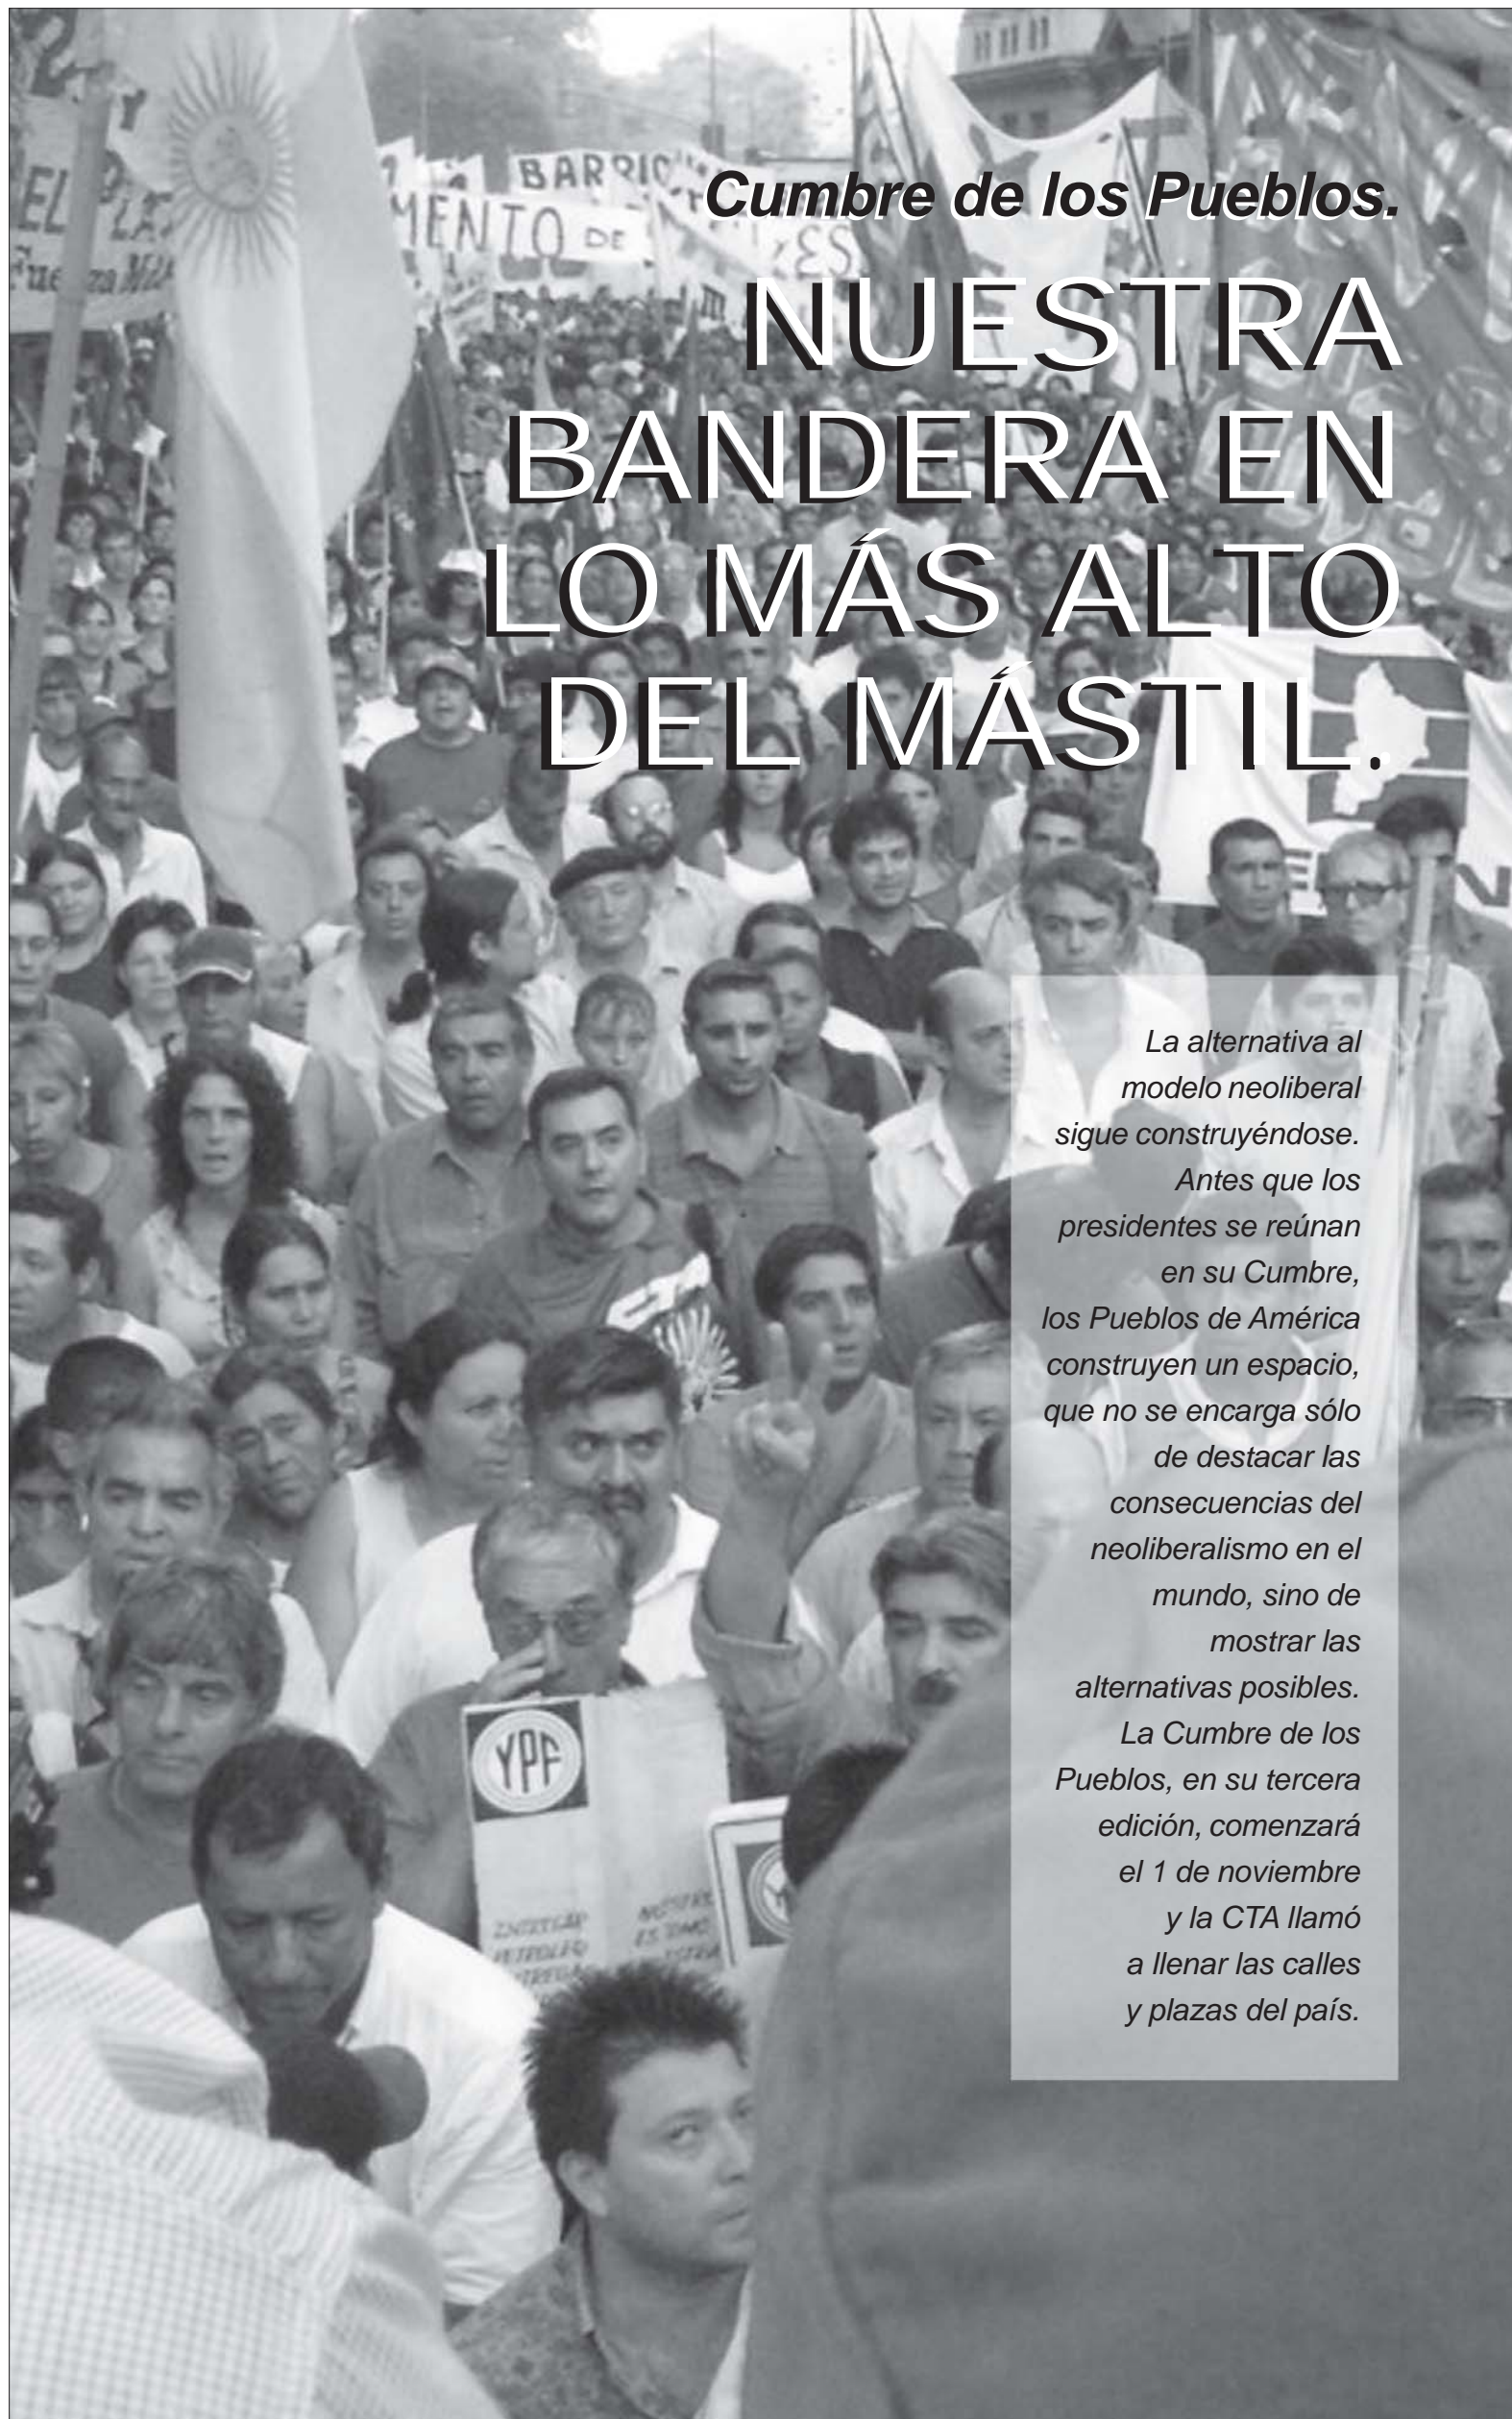 BARRIO
Cumbre de los Pueblos.
MENTO DE
EL
NUESTRA
BANDERA EN
LO MÁS ALTO
DEL MÁSTIL.
La alternativa al
modelo neoliberal
sigue construyéndose.
Antes que los
presidentes se reúnan
en su Cumbre,
los Pueblos de América
construyen un espacio,
que no se encarga sólo
de destacar las
consecuencias del
neoliberalismo en el
mundo, sino de
mostrar las
alternativas posibles.
La Cumbre de los
Pueblos, en su tercera
edición, comenzará
el 1 de noviembre
y la CTA llamó
a llenar las calles
y plazas del país.
YPF